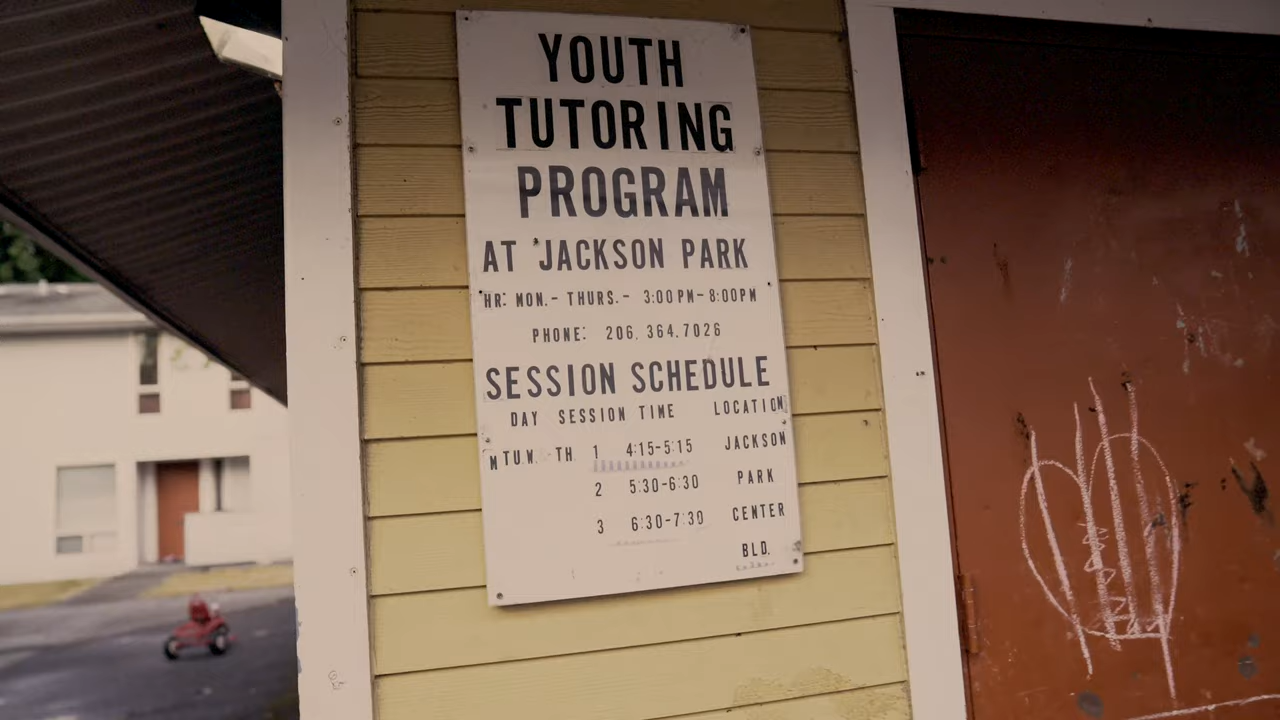 YOUTH
TUTORING
PROGRAM
AT JACKSON PARK
HR: MON.- THURS.- 3:00PM-8:00PM
PHONE: 206. 364.7026
SESSION SCHEDULE
DAY SESSION TIME LOCATION
M TU.W. TH 1 4:15-5:15 JACKSON
2 5:30-6:30 PARK
3 6:30-7:30 CENTER
BLD.